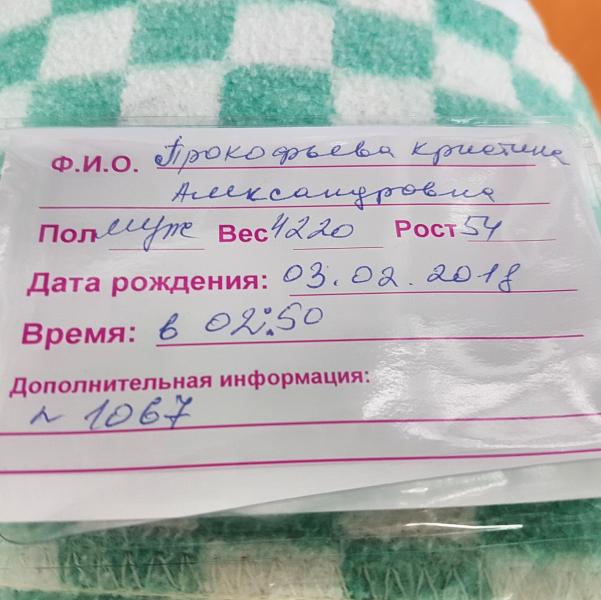 Ф.И.О. Прокофьева Кристина
Александровна
Пол муж Вес 4220 Рост 54
Дата рождения: 03.02.2018
Время: в 02:50
Дополнительная информация:
№ 1067